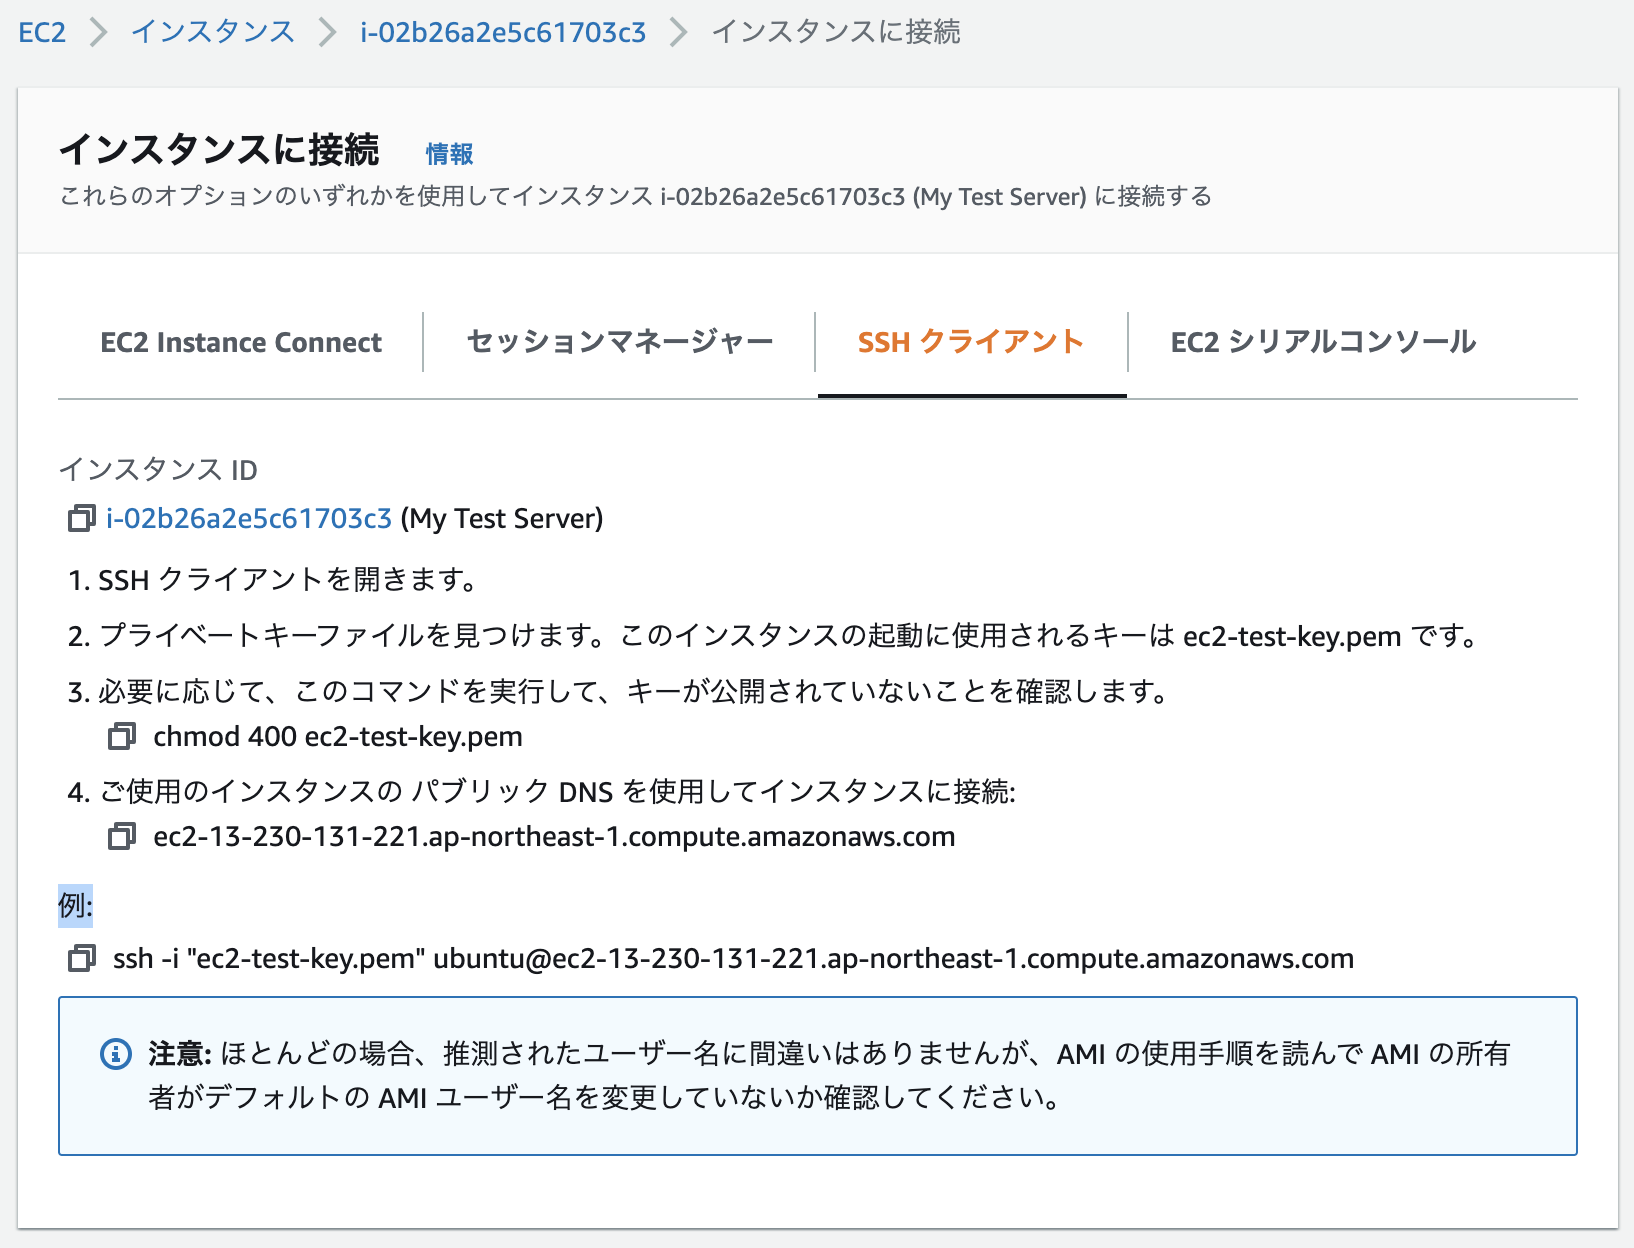 EC2 > インスタンス > i-02b26a2e5c61703c3 > インスタンスに接続
インスタンスに接続 情報
これらのオプションのいずれかを使用してインスタンス i-02b26a2e5c61703c3 (My Test Server) に接続する
EC2 Instance Connect セッションマネージャー SSH クライアント EC2 シリアルコンソール
インスタンス ID
i-02b26a2e5c61703c3 (My Test Server)
1. SSH クライアントを開きます。
2. プライベートキーファイルを見つけます。このインスタンスの起動に使用されるキーは ec2-test-key.pem です。
3. 必要に応じて、このコマンドを実行して、キーが公開されていないことを確認します。
chmod 400 ec2-test-key.pem
4. ご使用のインスタンスの パブリック DNS を使用してインスタンスに接続:
ec2-13-230-131-221.ap-northeast-1.compute.amazonaws.com
例:
ssh -i "ec2-test-key.pem" ubuntu@ec2-13-230-131-221.ap-northeast-1.compute.amazonaws.com
注意: ほとんどの場合、推測されたユーザー名に間違いはありませんが、AMI の使用手順を読んで AMI の所有
者がデフォルトの AMI ユーザー名を変更していないか確認してください。